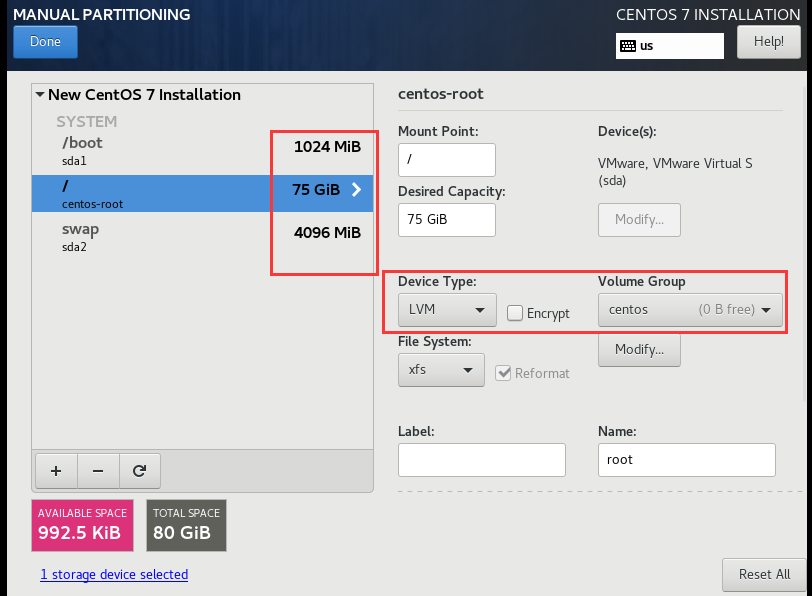 MANUAL PARTITIONING
CENTOS 7 INSTALLATION
Done
us
Help!
New CentOS 7 Installation
SYSTEM
/boot
1024 MiB
sda1
/
75 GiB
centos-root
swap
4096 MiB
sda2
+ −
AVAILABLE SPACE
992.5 KiB
TOTAL SPACE
80 GiB
1 storage device selected
centos-root
Mount Point:
/
Device(s):
VMware, VMware Virtual S
(sda)
Desired Capacity:
75 GiB
Modify...
Device Type:
LVM
Encrypt
Volume Group
centos (0 B free)
File System:
xfs
Reformat
Modify...
Label:
Name:
root
Reset All